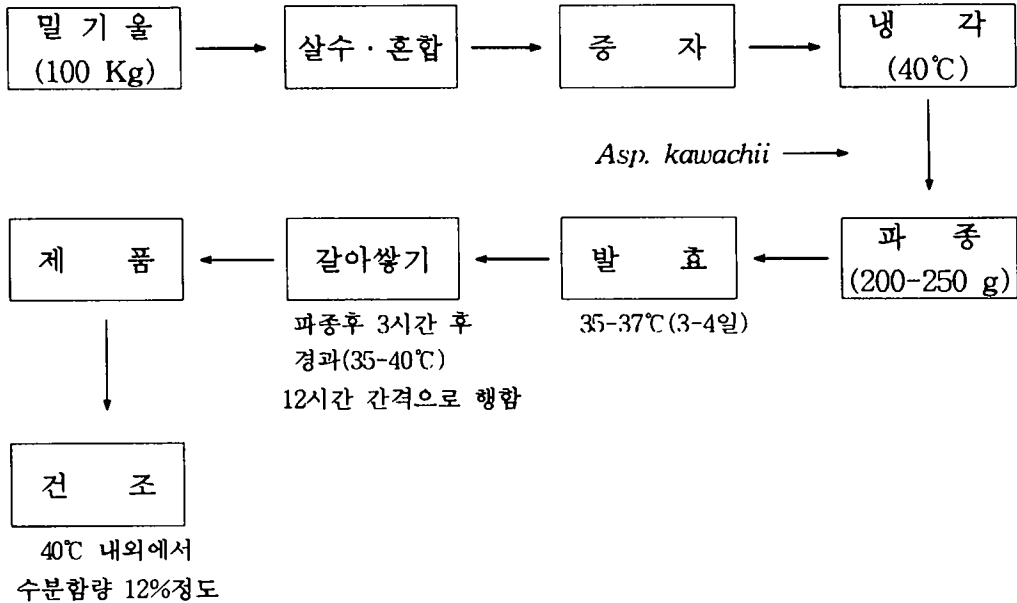 밀 기 울
(100 Kg)
살수 · 혼합
증 자
냉 각
(40℃)
Asp. kawachii
파 종
(200-250 g)
발 효
35-37℃(3-4일)
갈아쌓기
파종후 3시간 후
경과(35-40℃)
12시간 간격으로 행함
제 품
건 조
40℃ 내외에서
수분함량 12%정도